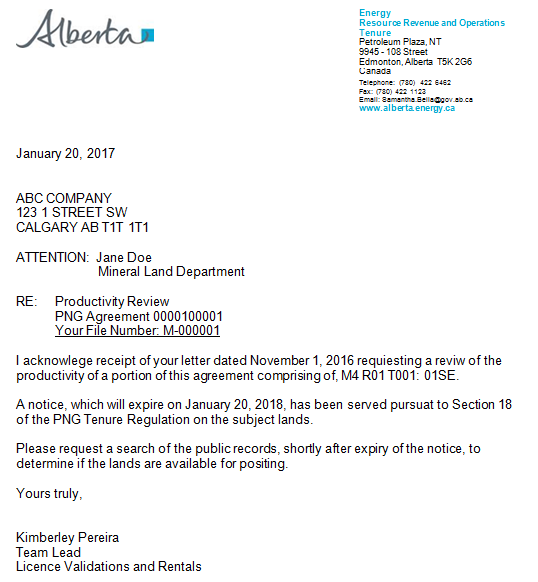 Alberta
Energy
Resource Revenue and Operations
Tenure
Petroleum Plaza, NT
9945 - 108 Street
Edmonton, Alberta T5K 2G6
Canada
Telephone: (780) 422 6462
Fax: (780) 422 1123
Email: Samantha.Bella@gov.ab.ca
www.alberta.energy.ca
January 20, 2017
ABC COMPANY
123 1 STREET SW
CALGARY AB T1T 1T1
ATTENTION: Jane Doe
Mineral Land Department
RE: Productivity Review
PNG Agreement 0000100001
Your File Number: M-000001
I acknowlege receipt of your letter dated November 1, 2016 requiesting a reviw of the
productivity of a portion of this agreement comprising of, M4 R01 T001: 01SE.
A notice, which will expire on January 20, 2018, has been served pursuant to Section 18
of the PNG Tenure Regulation on the subject lands.
Please request a search of the public records, shortly after expiry of the notice, to
determine if the lands are available for positing.
Yours truly,
Kimberley Pereira
Team Lead
Licence Validations and Rentals